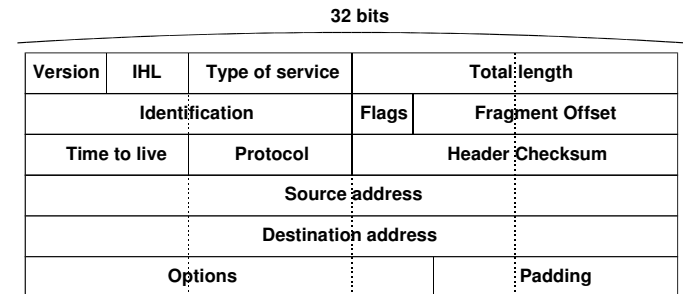 32 bits
Version IHL Type of service Total length
Identification Flags Fragment Offset
Time to live Protocol Header Checksum
Source address
Destination address
Options Padding